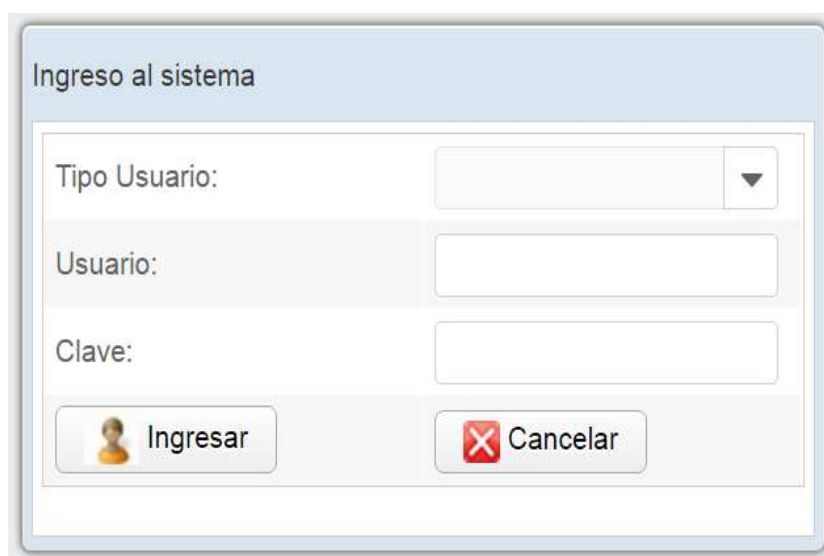 Ingreso al sistema
Tipo Usuario:
Usuario:
Clave:
Ingresar Cancelar